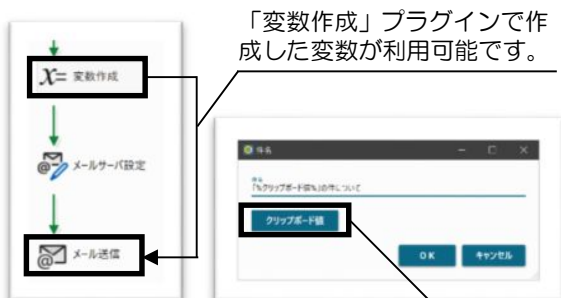 「変数作成」プラグインで作
成した変数が利用可能です。
X= 変数作成
メールサーバ設定
メール送信
件名
件名
「%クリップボード値%」の件について
クリップボード値
OK
キャンセル